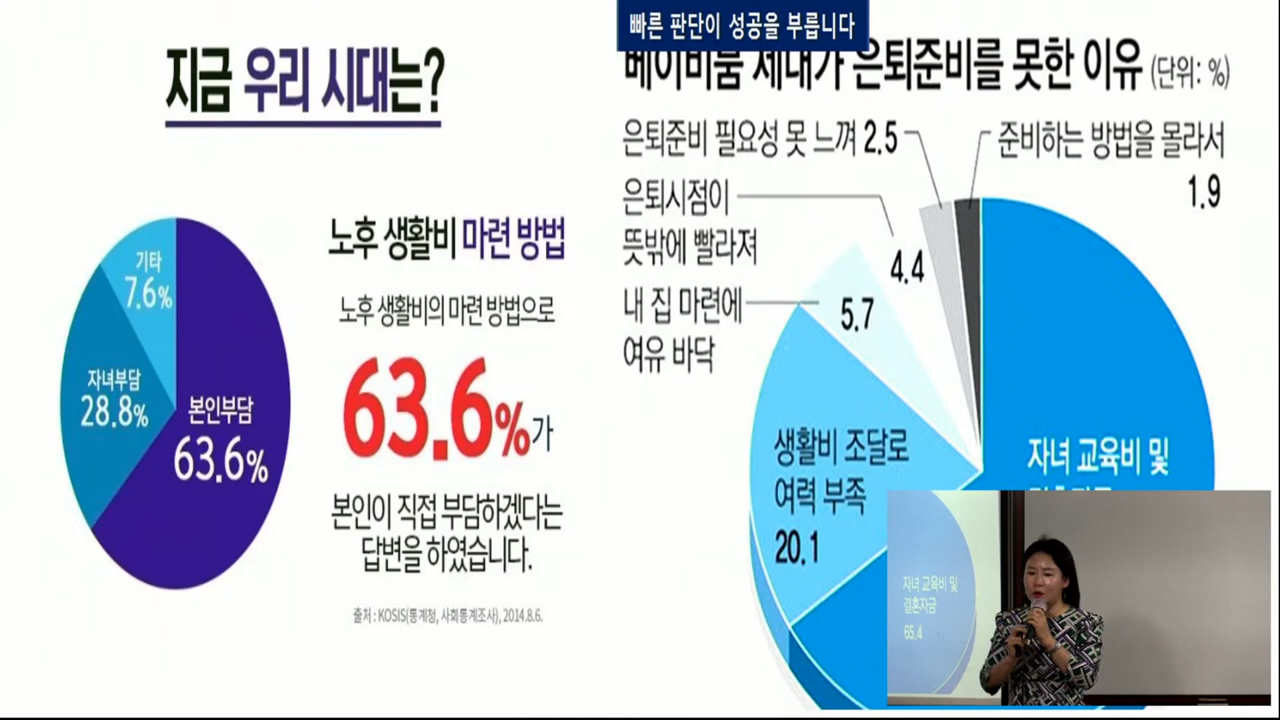 빠른 판단이 성공을 부릅니다
지금 우리 시대는?
기타
7.6%
자녀부담
28.8%
본인부담
63.6%
노후 생활비 마련 방법
노후 생활비의 마련 방법으로
63.6%가
본인이 직접 부담하겠다는
답변을 하였습니다.
출처 : KOSIS(통계청, 사회통계조사), 2014.8.6.
베이비붐 세대가 은퇴준비를 못한 이유 (단위: %)
은퇴준비 필요성 못 느껴 2.5
준비하는 방법을 몰라서
1.9
은퇴시점이
뜻밖에 빨라져
4.4
내 집 마련에
여유 바닥
5.7
생활비 조달로
여력 부족
20.1
자녀 교육비 및
자녀 교육비 및
결혼자금
65.4